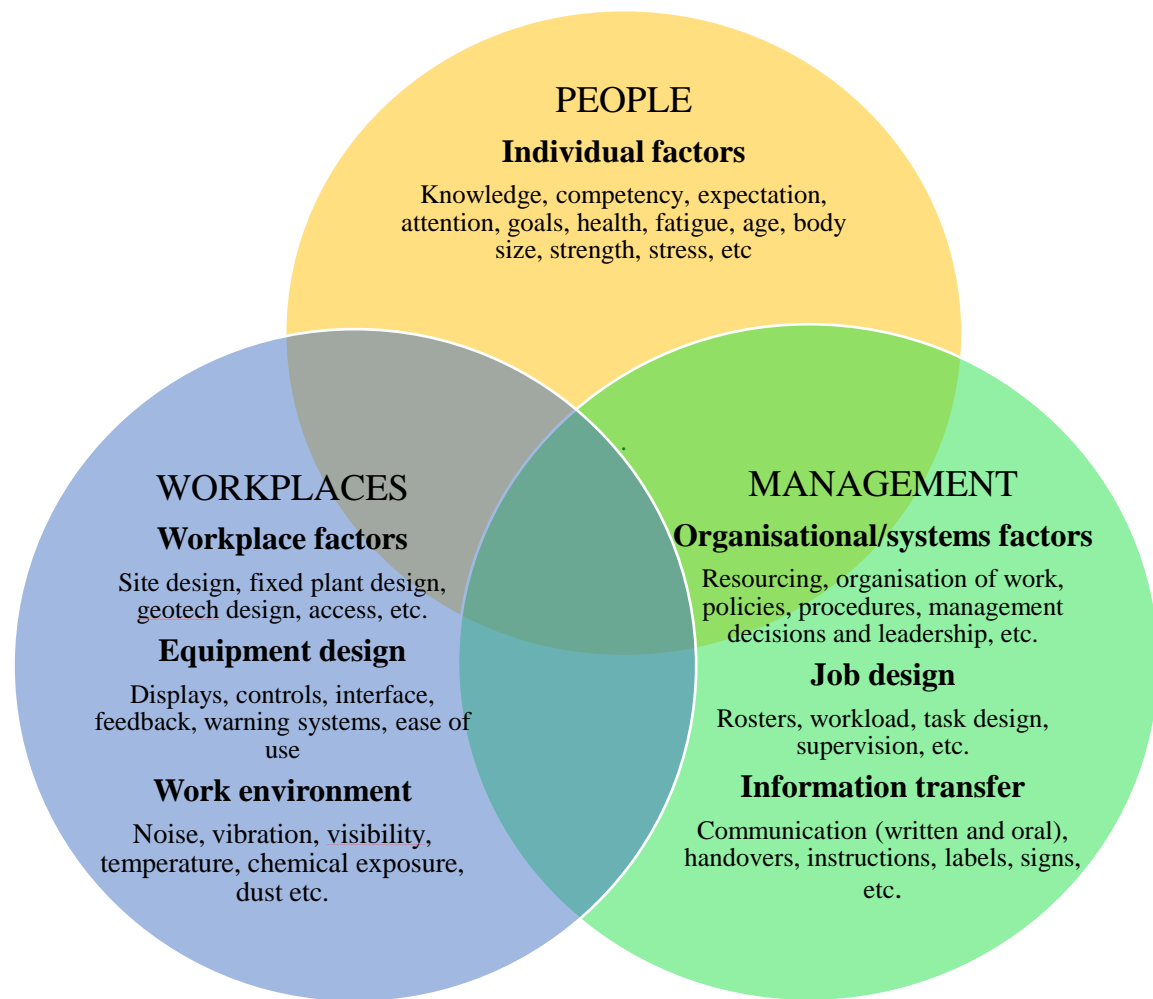 PEOPLE
Individual factors
Knowledge, competency, expectation,
attention, goals, health, fatigue, age, body
size, strength, stress, etc
WORKPLACES
Workplace factors
Site design, fixed plant design,
geotech design, access, etc.
Equipment design
Displays, controls, interface,
feedback, warning systems, ease of
use
Work environment
Noise, vibration, visibility,
temperature, chemical exposure,
dust etc.
MANAGEMENT
Organisational/systems factors
Resourcing, organisation of work,
policies, procedures, management
decisions and leadership, etc.
Job design
Rosters, workload, task design,
supervision, etc.
Information transfer
Communication (written and oral),
handovers, instructions, labels, signs,
etc.